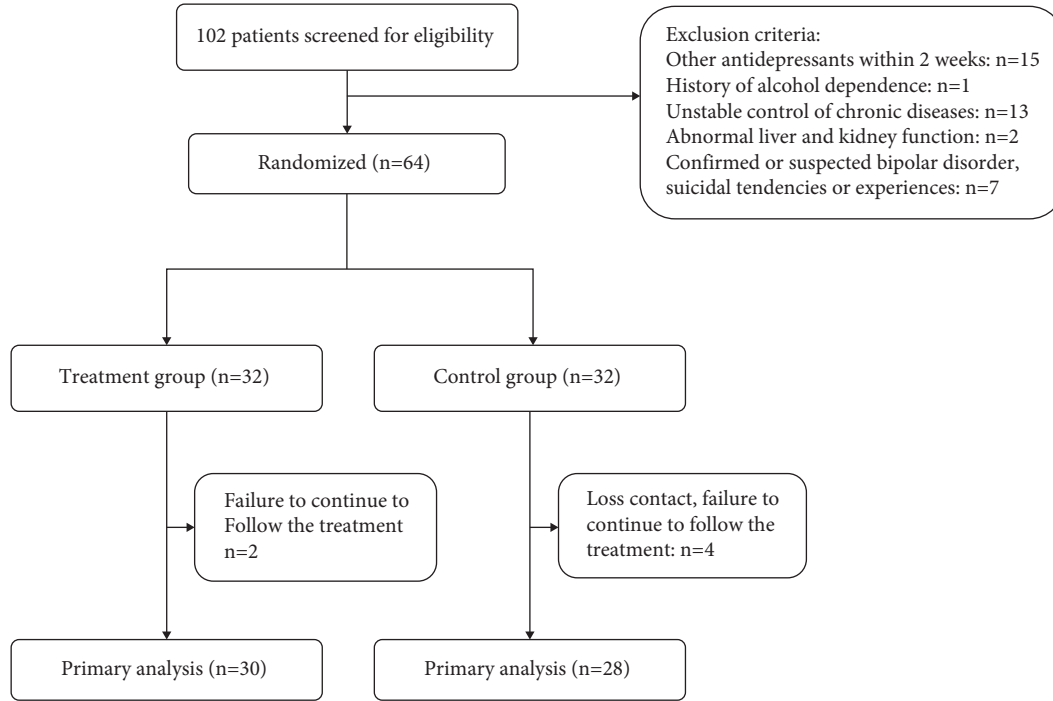 102 patients screened for eligibility
Exclusion criteria:
Other antidepressants within 2 weeks: n=15
History of alcohol dependence: n=1
Unstable control of chronic diseases: n=13
Abnormal liver and kidney function: n=2
Confirmed or suspected bipolar disorder,
suicidal tendencies or experiences: n=7
Randomized (n=64)
Treatment group (n=32)
Control group (n=32)
Failure to continue to
Follow the treatment
n=2
Loss contact, failure to
continue to follow the
treatment: n=4
Primary analysis (n=30)
Primary analysis (n=28)